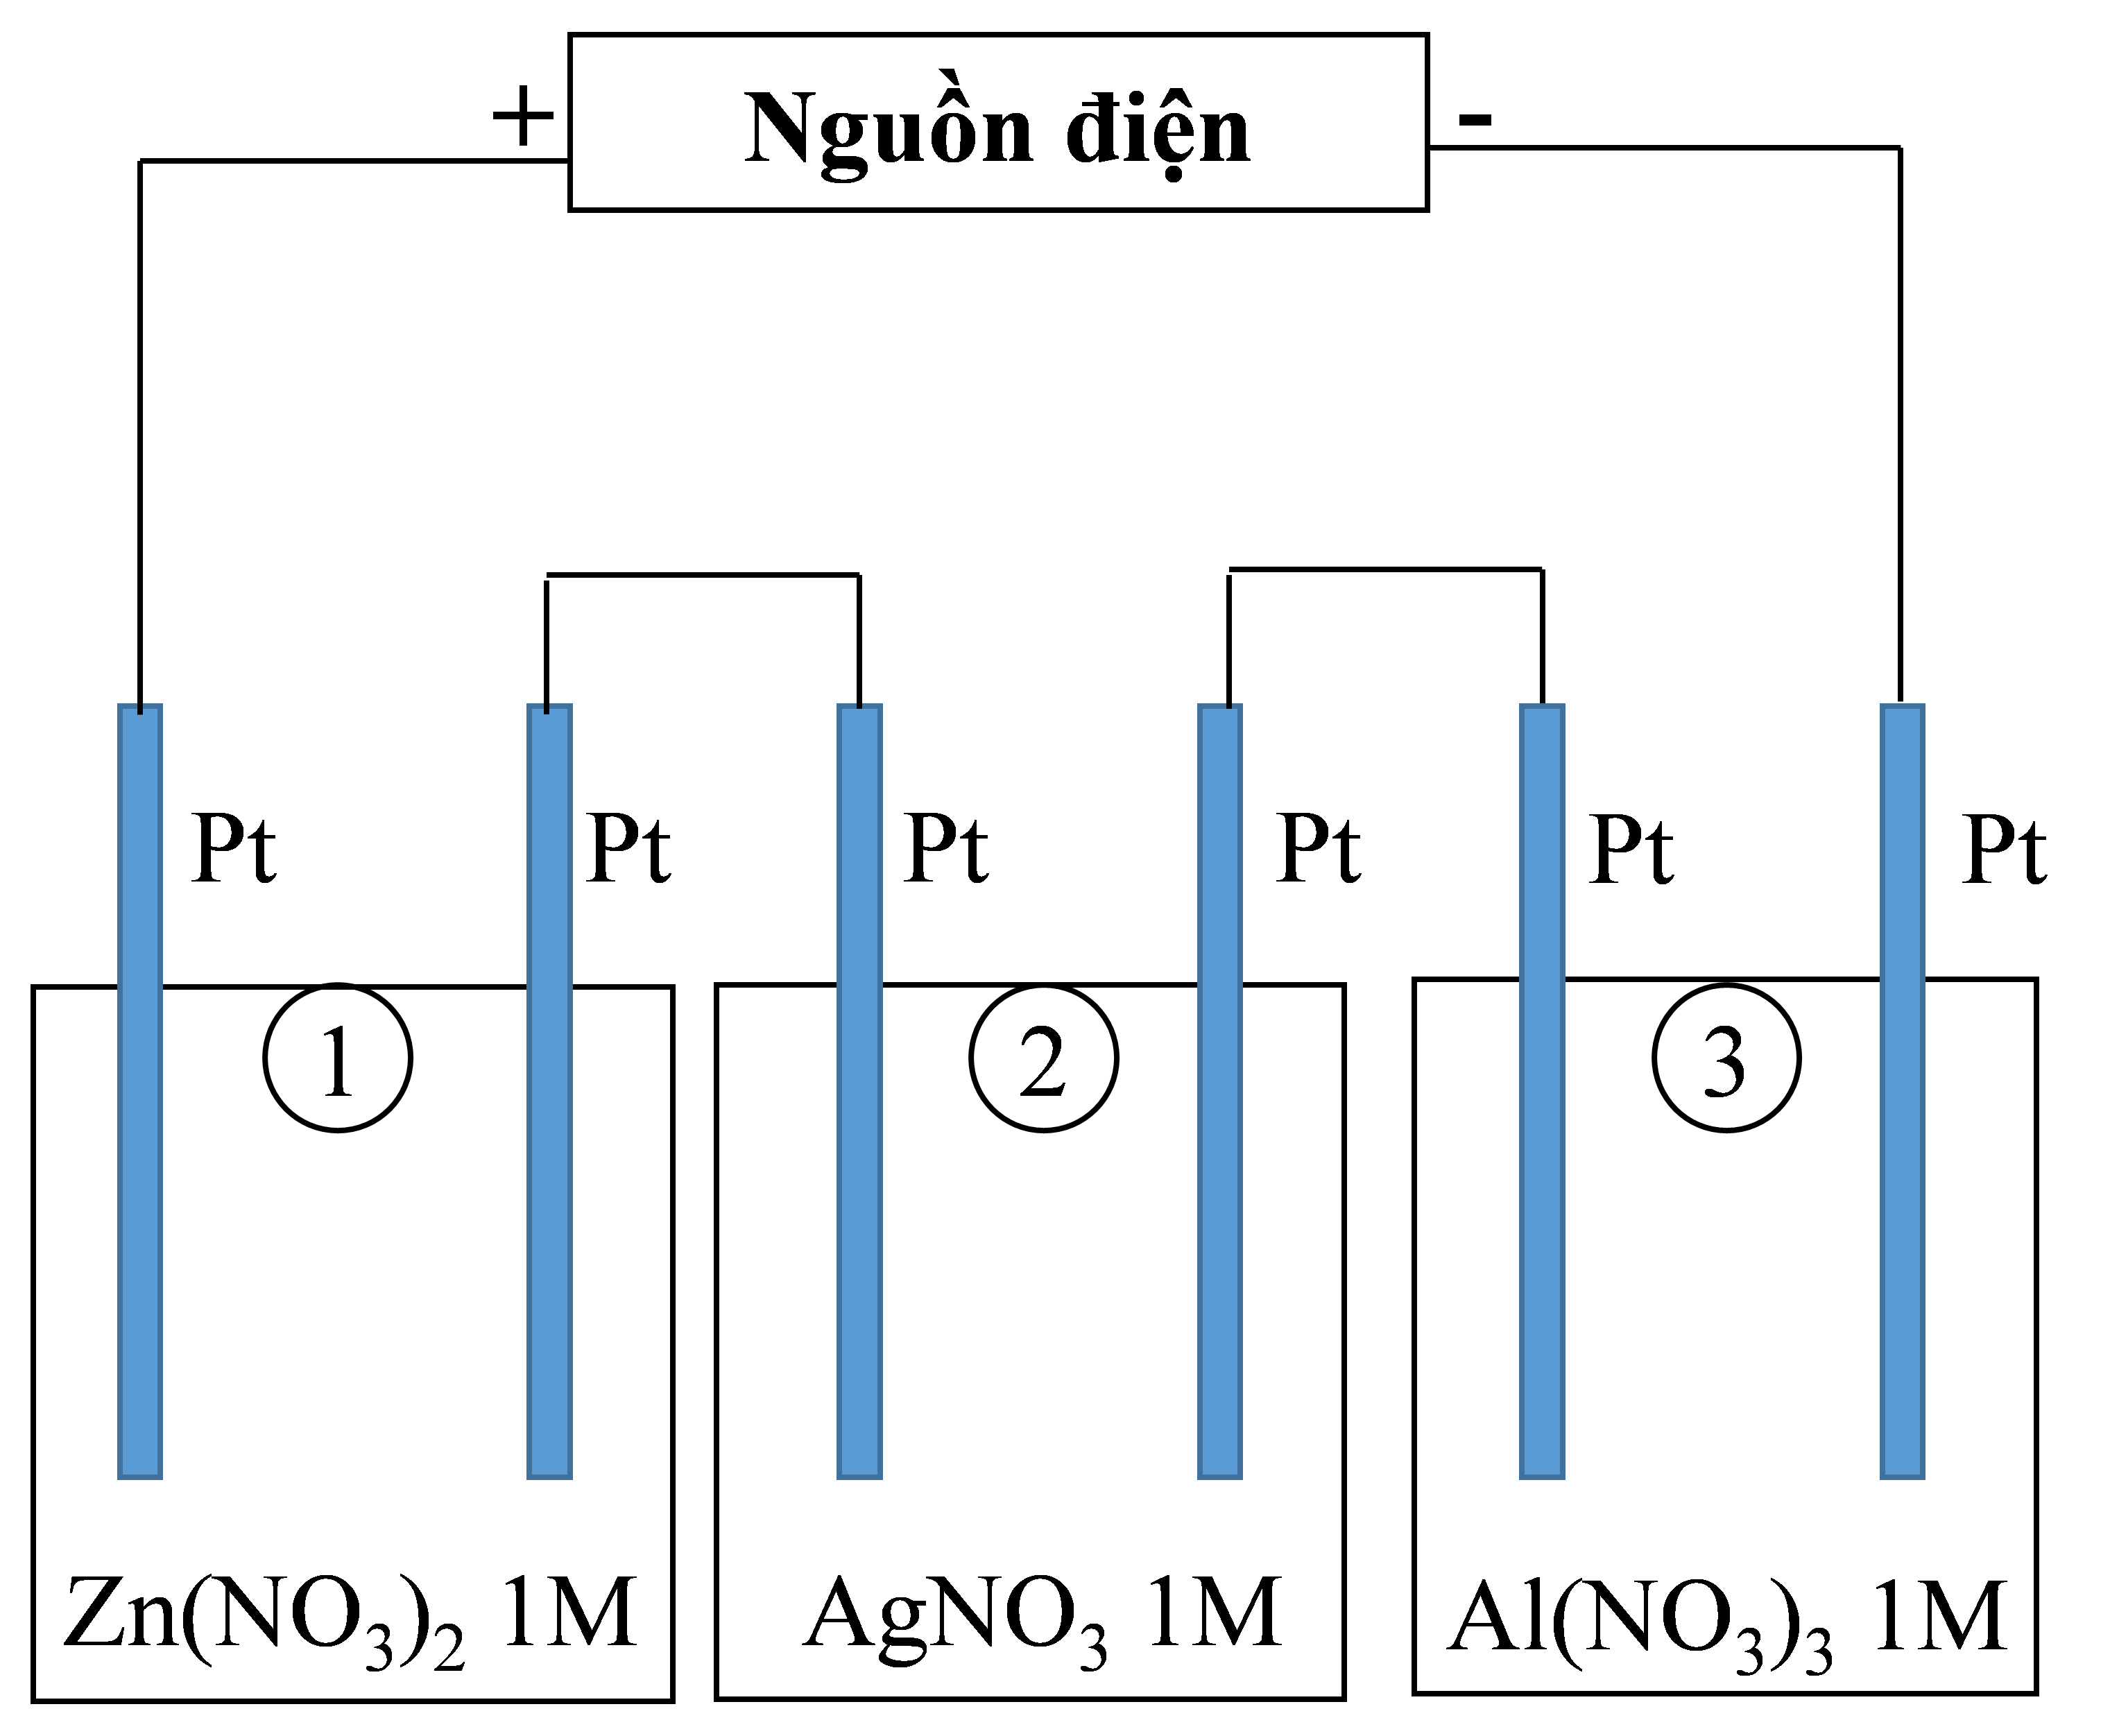 + Nguồn điện -
Pt Pt Pt Pt Pt Pt
1 2 3
Zn(NO₃)₂ 1M AgNO₃ 1M Al(NO₃)₃ 1M